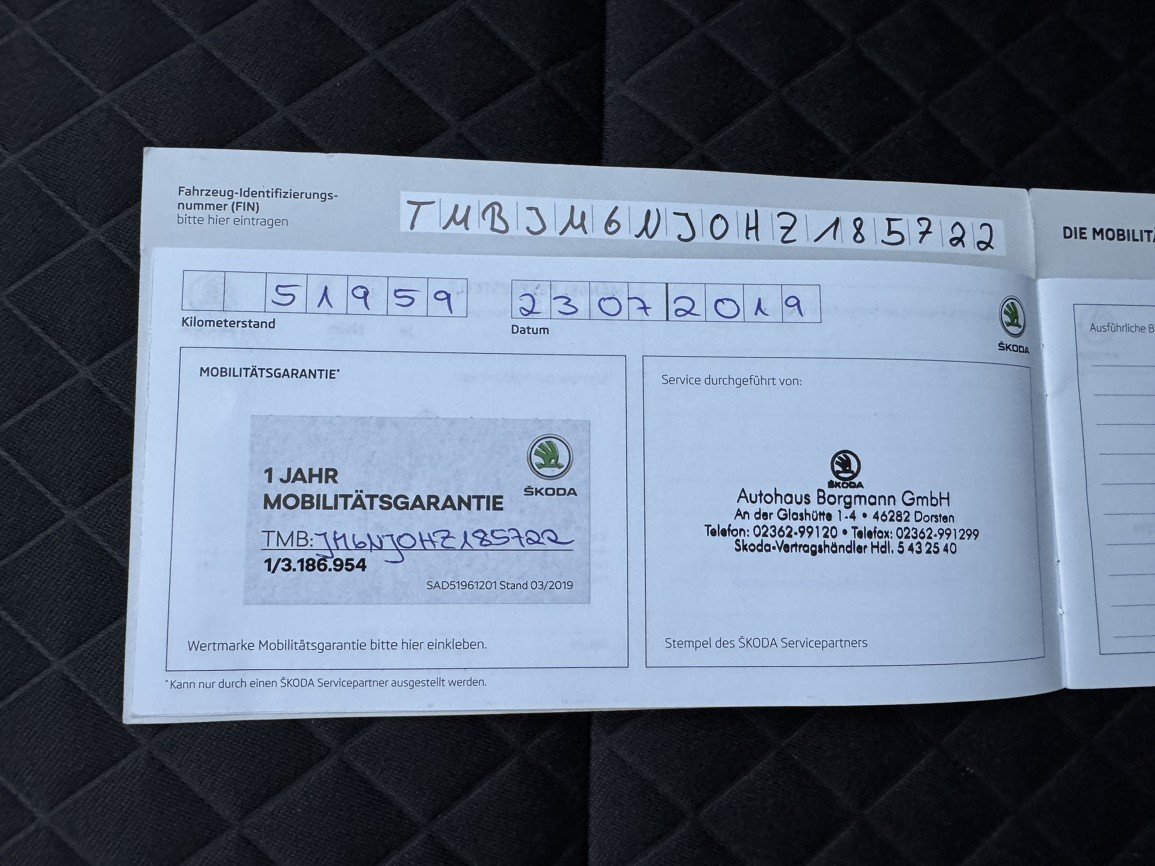 Fahrzeug-Identifizierungs-
nummer (FIN)
bitte hier eintragen
TMBJM6NJ0HZ185722
51959
Kilometerstand
23072019
Datum
ŠKODA
MOBILITÄTSGARANTIE*
1 JAHR
MOBILITÄTSGARANTIE
ŠKODA
TMB:JM6NJ0HZ185722
1/3.186.954
SAD51961201 Stand 03/2019
Wertmarke Mobilitätsgarantie bitte hier einkleben.
*Kann nur durch einen ŠKODA Servicepartner ausgestellt werden.
Service durchgeführt von:
ŠKODA
Autohaus Borgmann GmbH
An der Glashütte 1-4 • 46282 Dorsten
Telefon: 02362-99120 • Telefax: 02362-991299
Skoda-Vertragshändler Hdl. 5 43 25 40
Stempel des ŠKODA Servicepartners
DIE MOBILITÄ
Ausführliche B